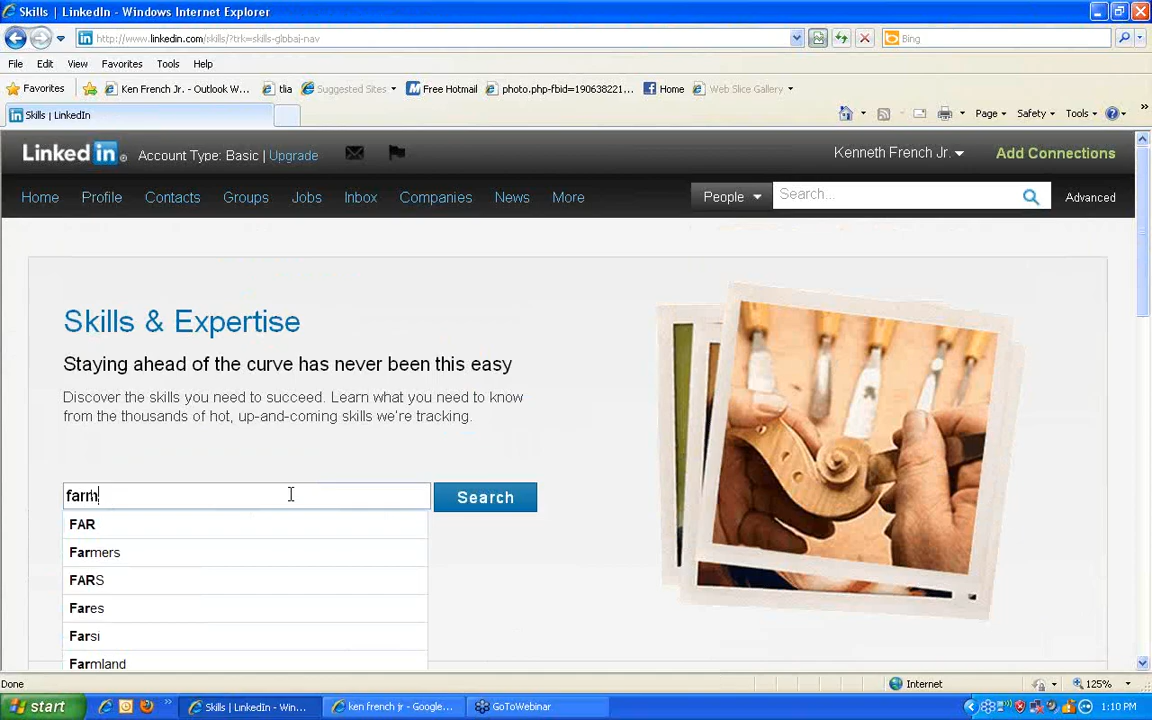 Skills | LinkedIn - Windows Internet Explorer
http://www.linkedin.com/skills/?trk=skills-global-nav
Bing
File Edit View Favorites Tools Help
Favorites Ken French Jr. - Outlook W... tlia Suggested Sites Free Hotmail photo.php-fbid=190638221... Home Web Slice Gallery
Skills | LinkedIn Page Safety Tools
Linked in Account Type: Basic | Upgrade Kenneth French Jr. Add Connections
Home Profile Contacts Groups Jobs Inbox Companies News More People Search... Advanced
Skills & Expertise
Staying ahead of the curve has never been this easy
Discover the skills you need to succeed. Learn what you need to know
from the thousands of hot, up-and-coming skills we're tracking.
farm Search
FAR
Farmers
FARS
Fares
Farsi
Farmland
Done Internet 125%
start Skills | LinkedIn - Win... ken french jr - Google... GoToWebinar 1:10 PM